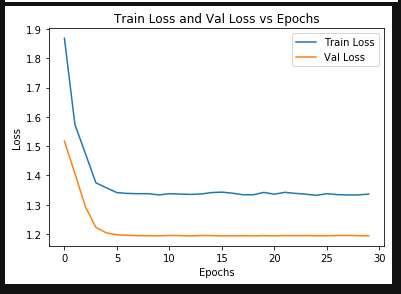 Train Loss and Val Loss vs Epochs
1.9
1.8
1.7
1.6
1.5
1.4
1.3
1.2
Loss
Train Loss
Val Loss
0 5 10 15 20 25 30
Epochs